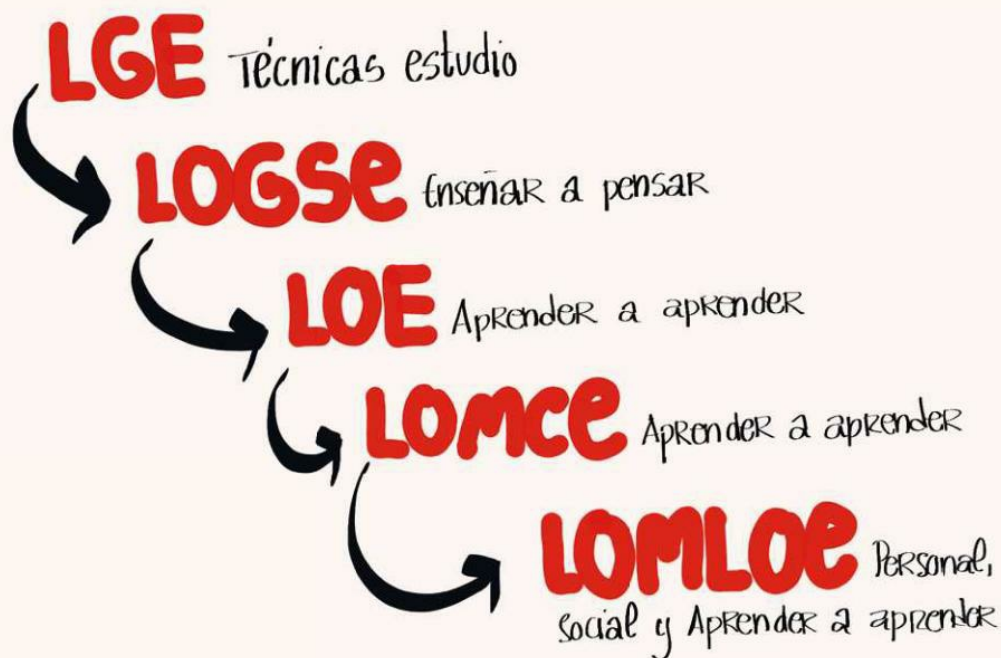 LGE Técnicas estudio
LOGSe Enseñar a pensar
LOE Aprender a aprender
LOMCe Aprender a aprender
LOMLOe Personal,
Social y Aprender a aprender